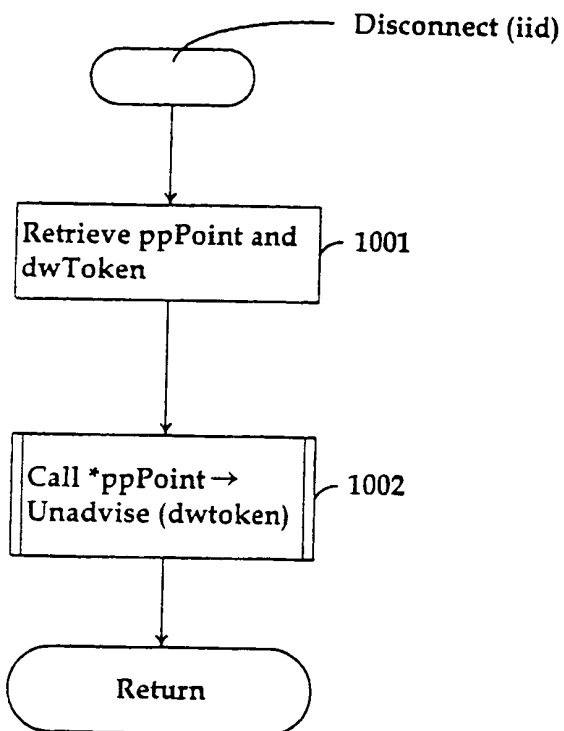 Disconnect (iid)
Retrieve ppPoint and
dwToken
1001
Call *ppPoint→
Unadvise (dwtoken)
1002
Return